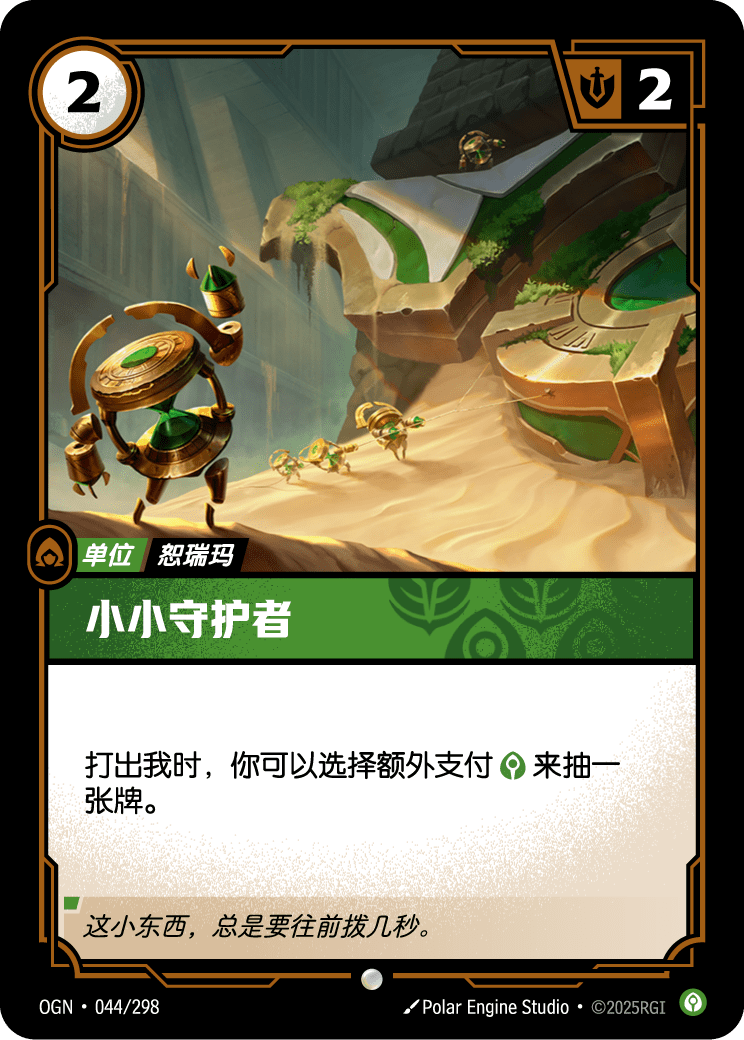 2
2
单位
恕瑞玛
小小守护者
打出我时，你可以选择额外支付 来抽一
张牌。
这小东西，总是要往前拨几秒。
OGN • 044/298
Polar Engine Studio • ©2025RGI